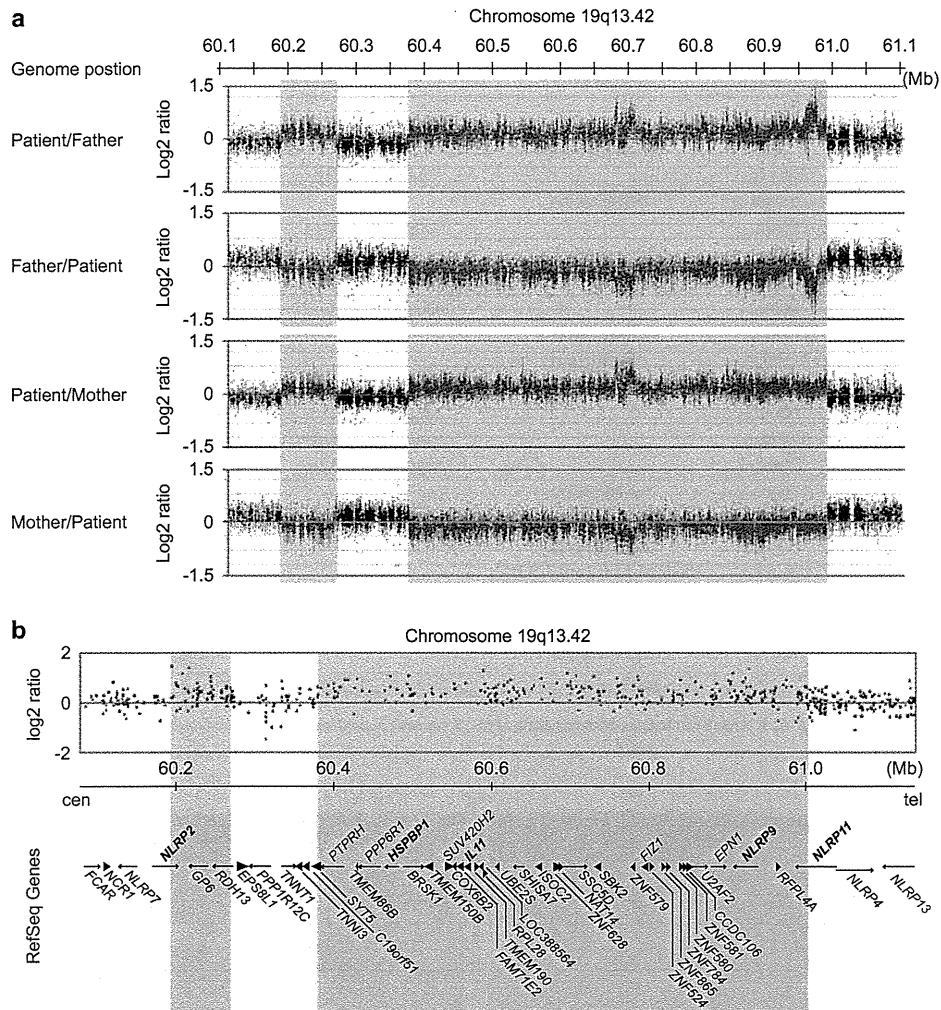 a
Chromosome 19q13.42
60.1 60.2 60.3 60.4 60.5 60.6 60.7 60.8 60.9 61.0 61.1
Genome postion
(Mb)
Patient/Father
Log2 ratio
1.5
0
-1.5
Father/Patient
Log2 ratio
1.5
0
-1.5
Patient/Mother
Log2 ratio
1.5
0
-1.5
Mother/Patient
Log2 ratio
1.5
0
-1.5
b
Chromosome 19q13.42
log2 ratio
2
0
-2
60.2 60.4 60.6 60.8 61.0 (Mb)
cen tel
RefSeq Genes
FCAR1
NCR1
NLRP7
NLRP2
GP6
RDH13
EPS8L1
PPP1R12C
TNNT1
TNNI3
SYT5
C19orf51
PTPRH
TMEM86B
PPP6R1
HSPBP1
BRSK1
TMEM150B
SUV420H2
COX6B2
IL11
FAM71E2
TMEM190
RPL28
LOC388564
UBE2S
SHISA7
ISOC2
ZNF628
NAT14
SSC5D
SBK2
ZNF579
FIZ1
ZNF524
ZNF865
ZNF784
ZNF580
ZNF581
CCDC106
U2AF2
EPN1
NLRP9
RFPL4A
NLRP11
NLRP4
NLRP13